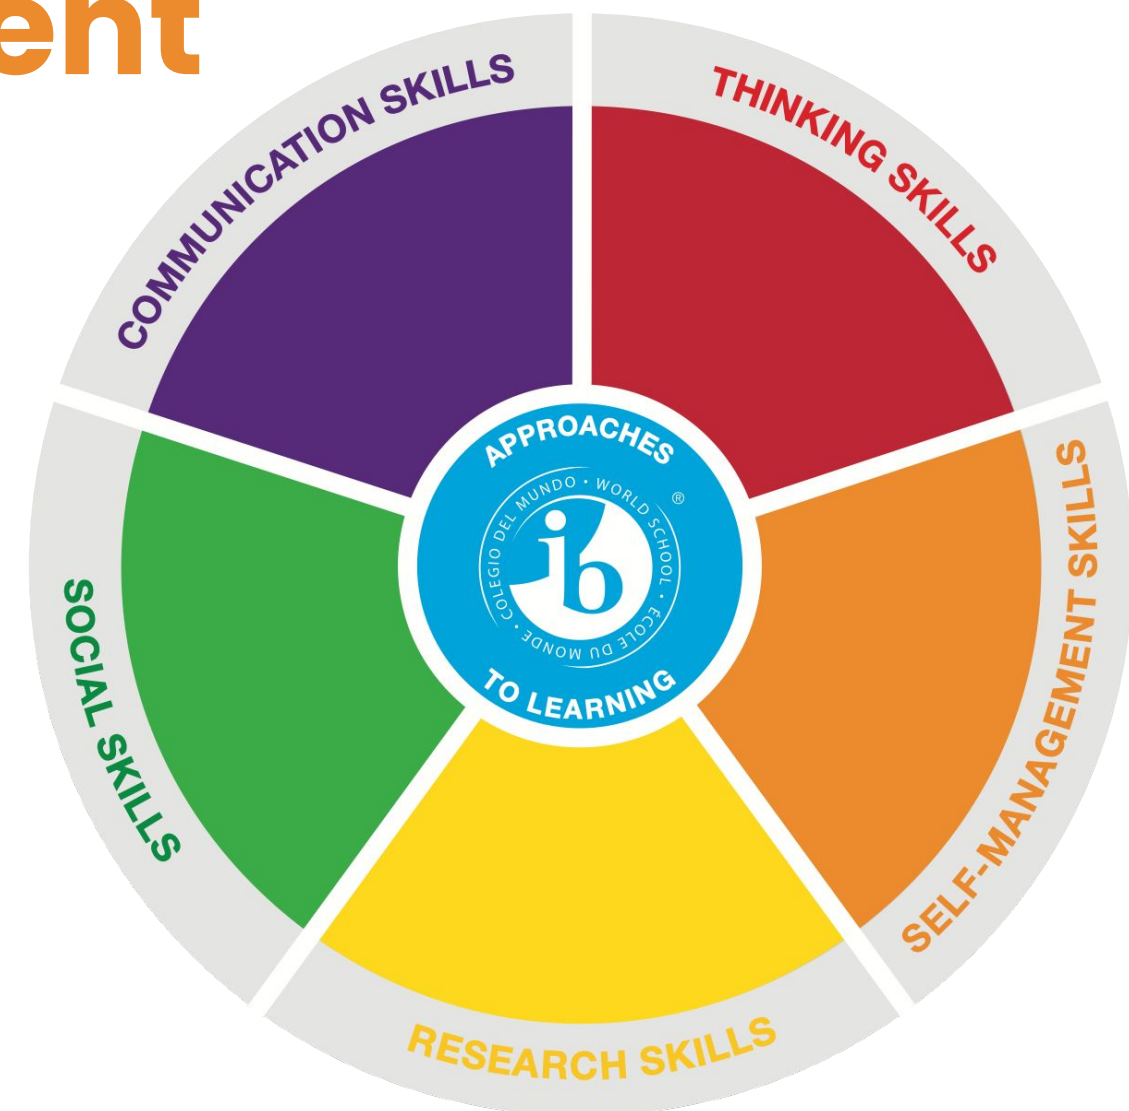 ent
COMMUNICATION SKILLS
THINKING SKILLS
SELF-MANAGEMENT SKILLS
RESEARCH SKILLS
SOCIAL SKILLS
APPROACHES
TO LEARNING
ib
®
COLEGIO DEL MUNDO • WORLD SCHOOL • ÉCOLE DU MONDE •